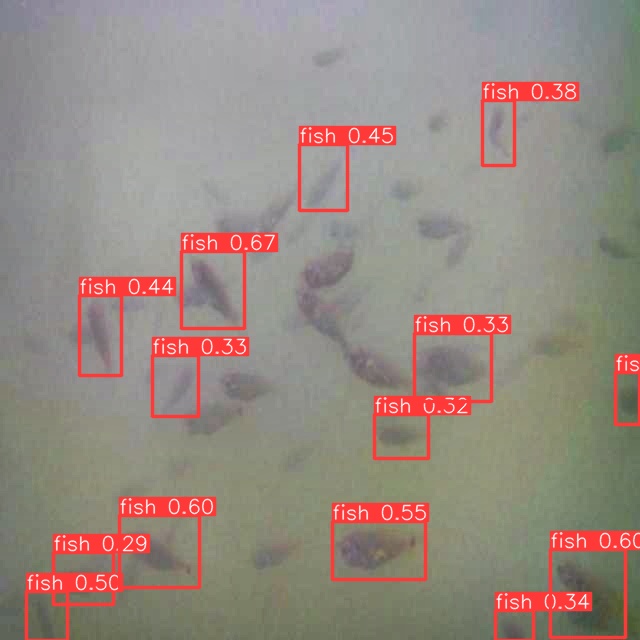 fish 0.38
fish 0.45
fish 0.67
fish 0.44
fish 0.33
fish 0.33
fis
fish 0.32
fish 0.60
fish 0.55
fish 0.29
fish 0.60
fish 0.50
fish 0.34